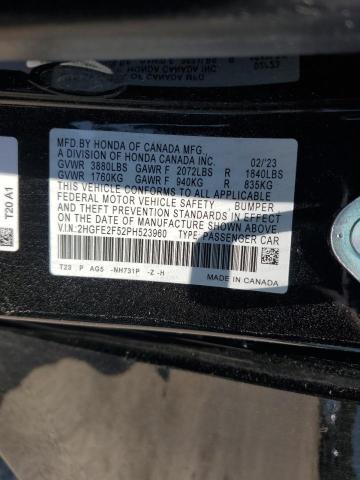 MFD.BY HONDA OF CANADA MFG.,
A DIVISION OF HONDA CANADA INC. 02/'23
GVWR 3880LBS GAWR F 2072LBS R 1840LBS
GVWR 1760KG GAWR F 940KG R 835KG
THIS VEHICLE CONFORMS TO ALL APPLICABLE
FEDERAL MOTOR VEHICLE SAFETY , BUMPER ,
AND THEFT PREVENTION STANDARDS IN EFFECT
ON THE DATE OF MANUFACTURE SHOWN ABOVE.
V.I.N.:2HGFE2F52PH523960 TYPE:PASSENGER CAR
T23 P AG5 -NH731P -Z -H MADE IN CANADA
T20 A1